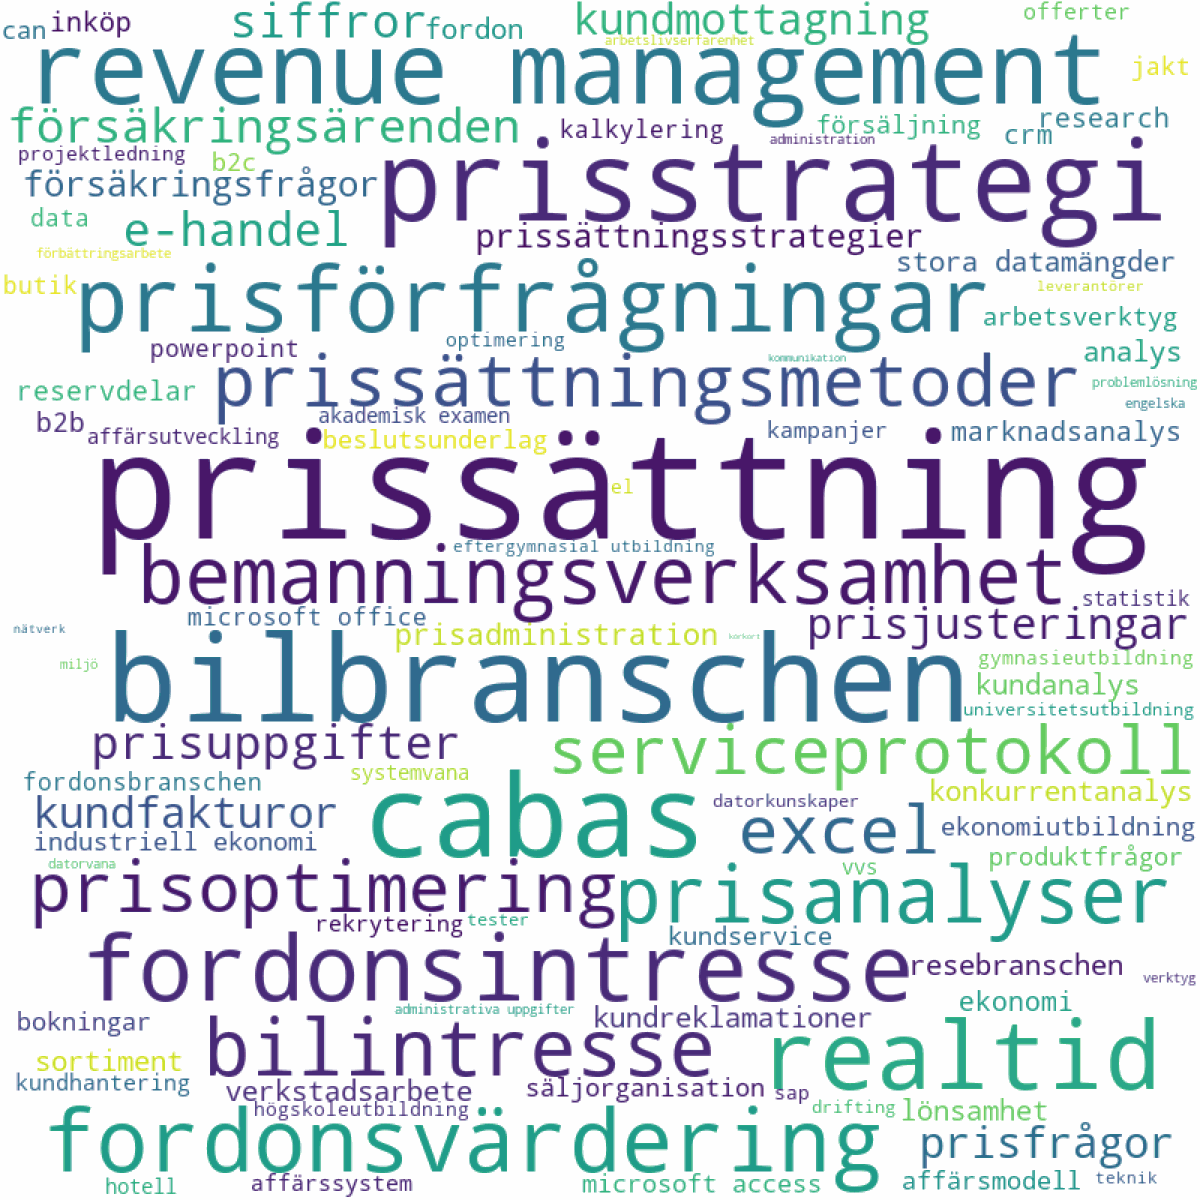 siffror
kundmottagning
offerter
can
inköp
fordon
arbetslivserfarenhet
revenue management
jakt
försäkringsärenden
kalkylering
försäljning
crm
research
projektledning
b2c
administration
försäkringsfrågor
prisstrategi
data
e-handel
prissättningsstrategier
förbättringsarbete
stora datamängder
butik
prisförfrågningar
leverantörer
arbetsverktyg
powerpoint
optimering
kommunikation
analys
reservdelar
prissättningsmetoder
problemlösning
engelska
b2b
akademisk examen
affärsutveckling
beslutsunderlag
kampanjer
marknadsanalys
prissättning
el
eftergymnasial utbildning
bemanningsverksamhet
statistik
microsoft office
nätverk
prisadministration
körkort
prisjusteringar
miljö
bilbranschen
gymnasieutbildning
kundanalys
universitetsutbildning
prisuppgifter
serviceprotokoll
fordonsbranschen
systemvana
cabas
konkurrentanalys
kundfakturor
datorkunskaper
excel
ekonomiutbildning
industriell ekonomi
produktfrågor
datorvana
vvs
prisoptimering
prisanalyser
rekrytering
tester
kundservice
fordonsintresse
resebranschen
verktyg
administrativa uppgifter
ekonomi
bokningar
kundreklamationer
bilintresse
realtid
sortiment
kundhantering
verkstadsarbete
säljorganisation
sap
högskoleutbildning
drifting
lönsamhet
fordonsvärdering
prisfrågor
hotell
affärssystem
microsoft access
affärsmodell
teknik